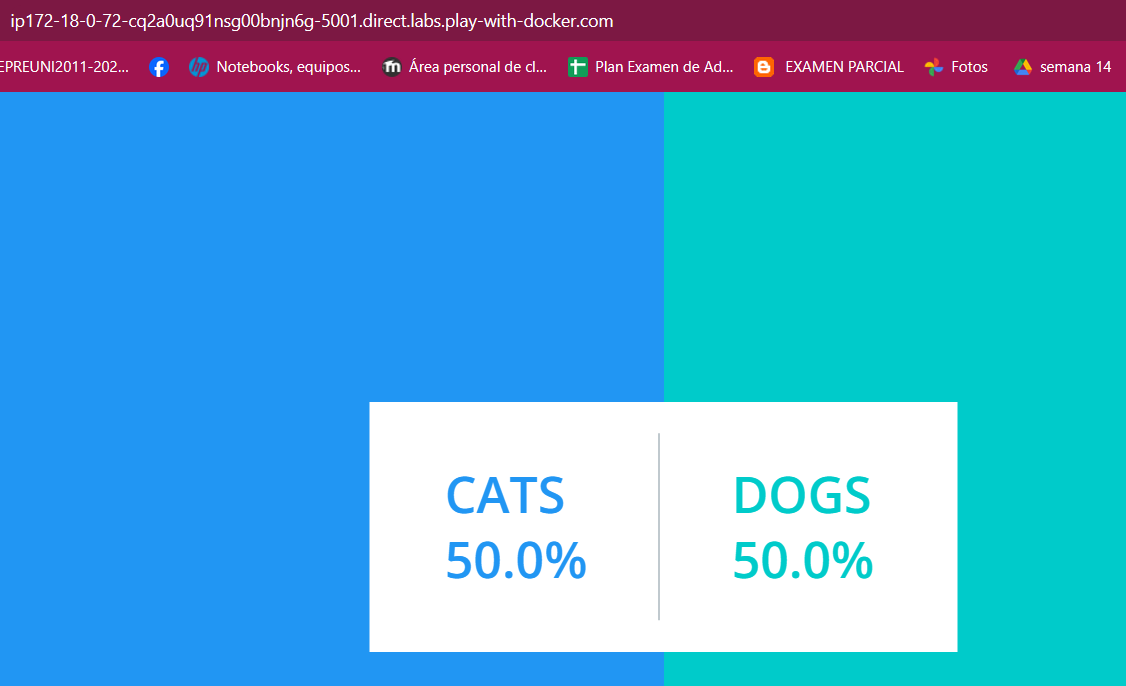 ip172-18-0-72-cq2a0uq91nsg00bnjn6g-5001.direct.labs.play-with-docker.com
EPREUNI2011-202... Notebooks, equipos... Área personal de cl... Plan Examen de Ad... EXAMEN PARCIAL Fotos semana 14
CATS DOGS
50.0% 50.0%